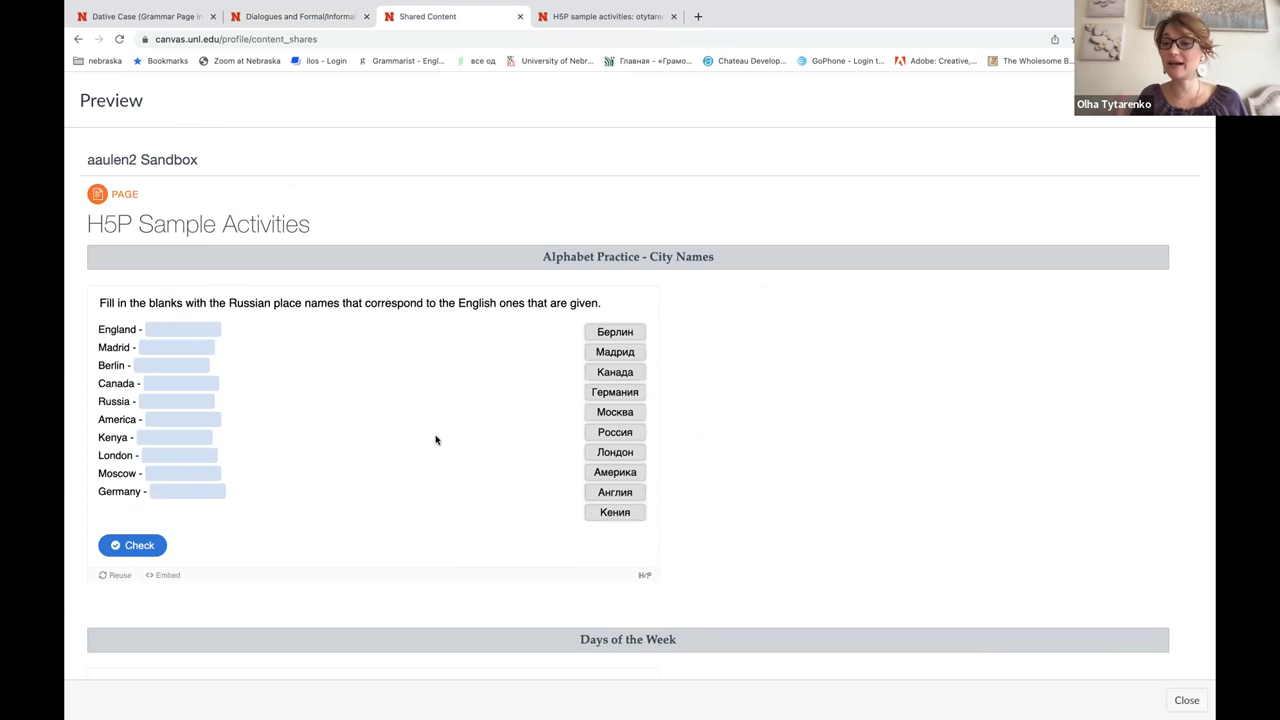 Dative Case (Grammar Page in
Dialogues and Formal/Informal
Shared Content
H5P sample activities: otytaren
canvas.unl.edu/profile/content_shares
nebraska
Bookmarks
Zoom at Nebraska
ilos - Login
Grammarist - Engl...
все од
University of Nebr...
Главная - «Грамо...
Chateau Develop...
GoPhone - Login t...
Adobe: Creative,...
The Wholesome B...
Olha Tytarenko
Preview
aaulen2 Sandbox
PAGE
H5P Sample Activities
Alphabet Practice - City Names
Fill in the blanks with the Russian place names that correspond to the English ones that are given.
England -
Madrid -
Berlin -
Canada -
Russia -
America -
Kenya -
London -
Moscow -
Germany -
Берлин
Мадрид
Канада
Германия
Москва
Россия
Лондон
Америка
Англия
Кения
Check
Reuse
<> Embed
H5P
Days of the Week
Close